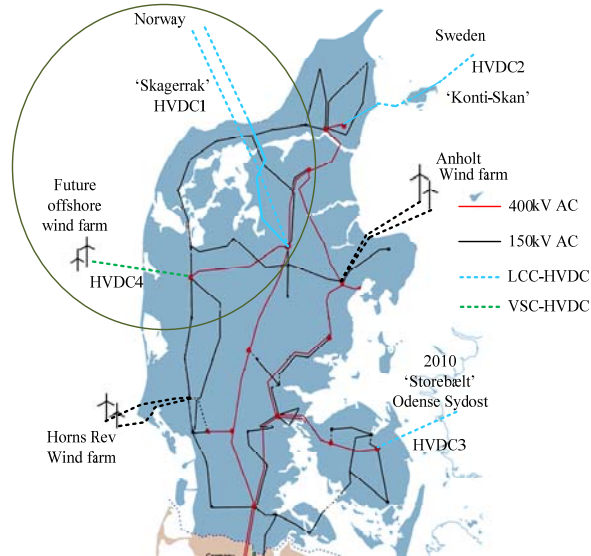 Norway
'Skagerrak'
HVDC1
Sweden
HVDC2
'Konti-Skan'
Anholt
Wind farm
Future
offshore
wind farm
HVDC4
400kV AC
150kV AC
LCC-HVDC
VSC-HVDC
2010
'Storebælt'
Odense Sydost
HVDC3
Horns Rev
Wind farm